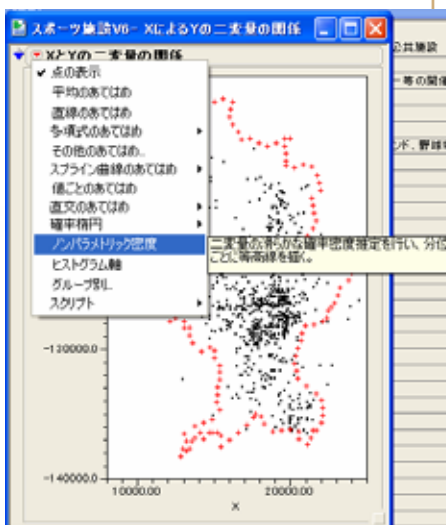 スポーツ施設V6- XによるYの二変量の関係
XとYの二変量の関係
点の表示
平均のあてはめ
直線のあてはめ
多項式のあてはめ
その他のあてはめ...
スプライン曲線のあてはめ
値ごとのあてはめ
直交のあてはめ
確率楕円
ノンパラメトリック密度
ヒストグラム軸
グループ別...
スクリプト
二変量の滑らかな確率密度推定を行い、分位
ごとに等高線を描く。
公共施設
ー等の開催
ンド、野球
-130000.0
-140000.0
10000.00
20000.00
X